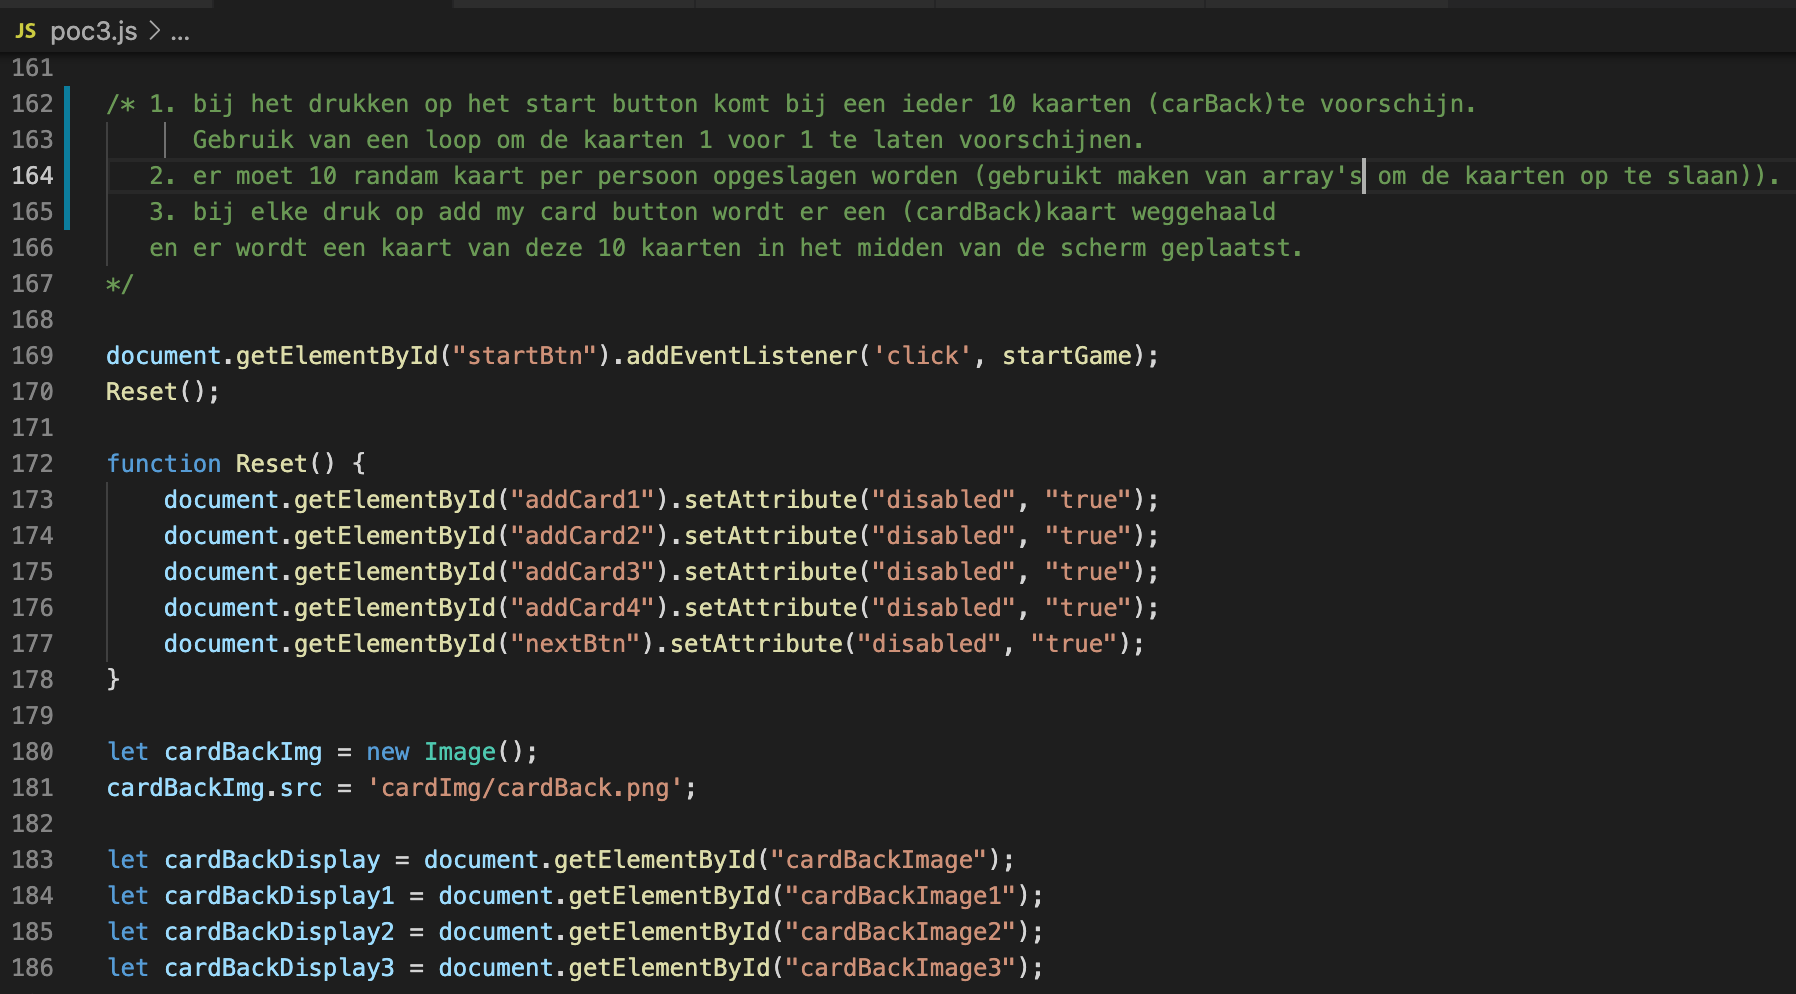 JS poc3.js > ...
161
162 /* 1. bij het drukken op het start button komt bij een ieder 10 kaarten (carBack)te voorschijn.
163 Gebruik van een loop om de kaarten 1 voor 1 te laten voorschijnen.
164 2. er moet 10 randam kaart per persoon opgeslagen worden (gebruikt maken van array's om de kaarten op te slaan)).
165 3. bij elke druk op add my card button wordt er een (cardBack)kaart weggehaald
166 en er wordt een kaart van deze 10 kaarten in het midden van de scherm geplaatst.
167 */
168
169 document.getElementById("startBtn").addEventListener('click', startGame);
170 Reset();
171
172 function Reset() {
173 document.getElementById("addCard1").setAttribute("disabled", "true");
174 document.getElementById("addCard2").setAttribute("disabled", "true");
175 document.getElementById("addCard3").setAttribute("disabled", "true");
176 document.getElementById("addCard4").setAttribute("disabled", "true");
177 document.getElementById("nextBtn").setAttribute("disabled", "true");
178 }
179
180 let cardBackImg = new Image();
181 cardBackImg.src = 'cardImg/cardBack.png';
182
183 let cardBackDisplay = document.getElementById("cardBackImage");
184 let cardBackDisplay1 = document.getElementById("cardBackImage1");
185 let cardBackDisplay2 = document.getElementById("cardBackImage2");
186 let cardBackDisplay3 = document.getElementById("cardBackImage3");